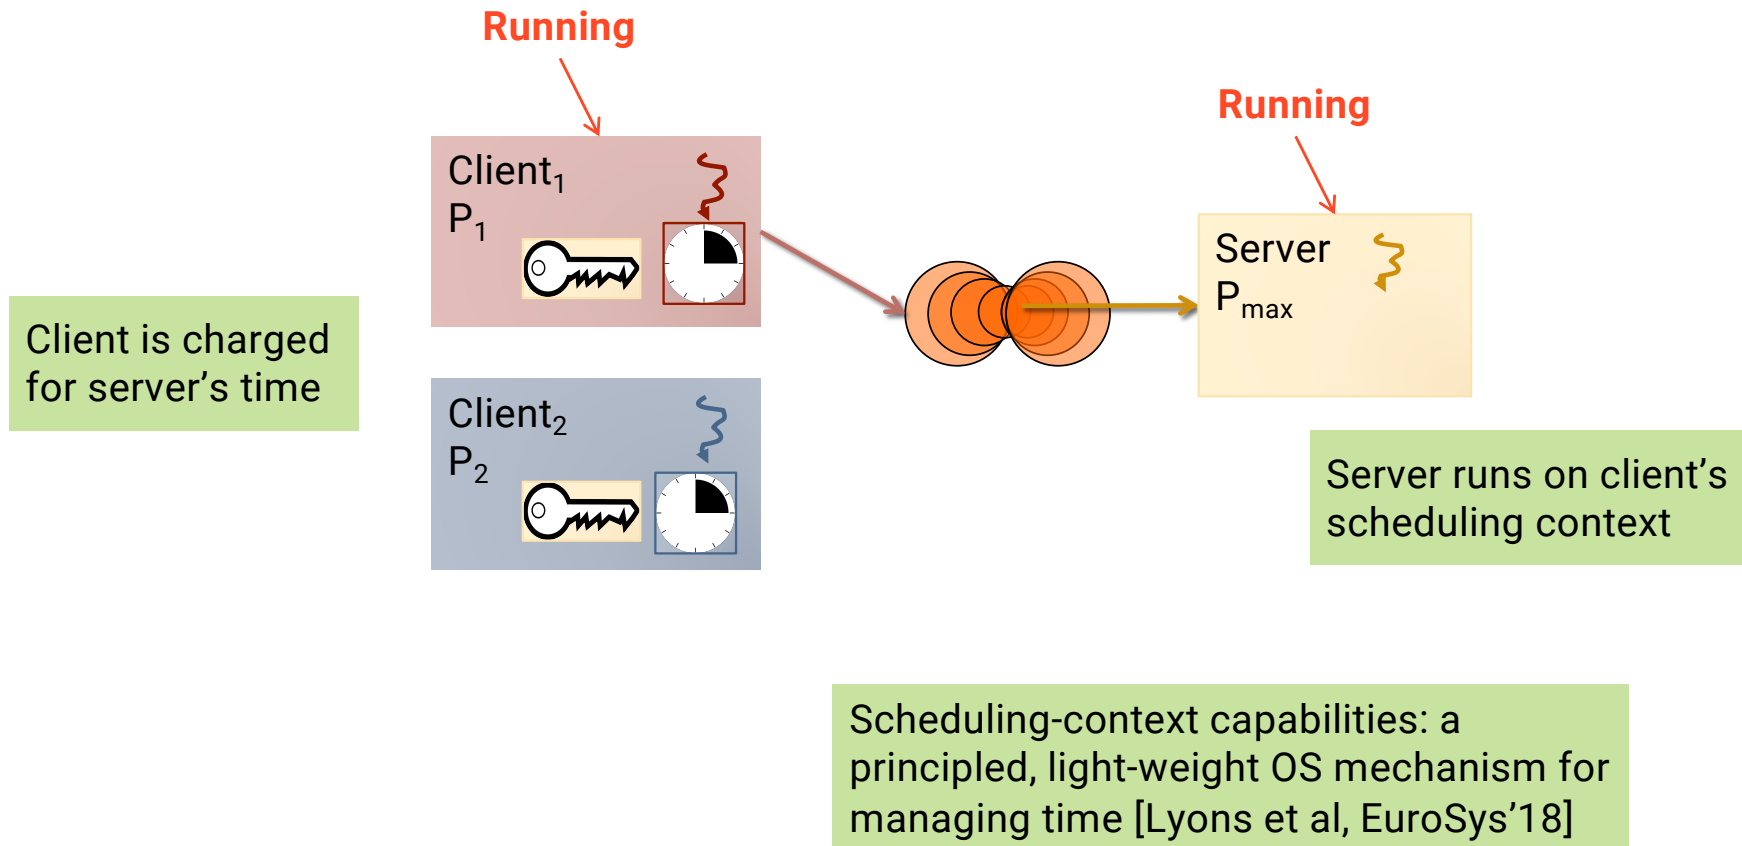 Running
Running
Client₁
P₁
Server
Pmax
Client is charged
for server’s time
Client₂
P₂
Server runs on client’s
scheduling context
Scheduling-context capabilities: a
principled, light-weight OS mechanism for
managing time [Lyons et al, EuroSys’18]